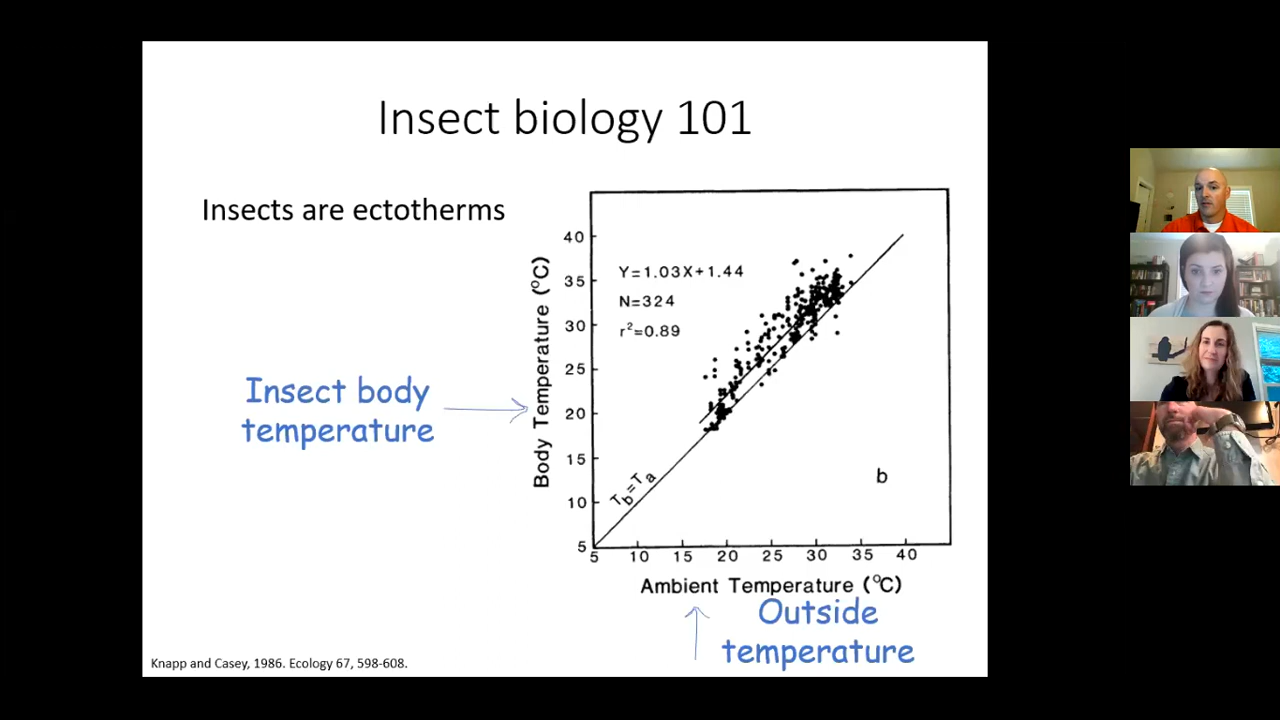 Insect biology 101
Insects are ectotherms
Insect body
temperature
Body Temperature (°C)
40
35
30
25
20
15
10
5
Y=1.03X+1.44
N=324
r²=0.89
Tb=Ta
b
5 10 15 20 25 30 35 40
Ambient Temperature (°C)
Outside
temperature
Knapp and Casey, 1986. Ecology 67, 598-608.